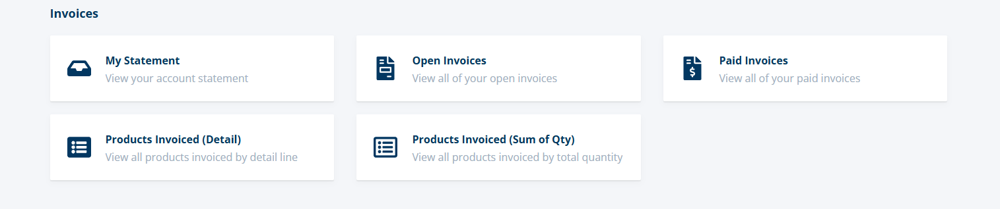 Invoices
My Statement
View your account statement
Open Invoices
View all of your open invoices
Paid Invoices
View all of your paid invoices
Products Invoiced (Detail)
View all products invoiced by detail line
Products Invoiced (Sum of Qty)
View all products invoiced by total quantity